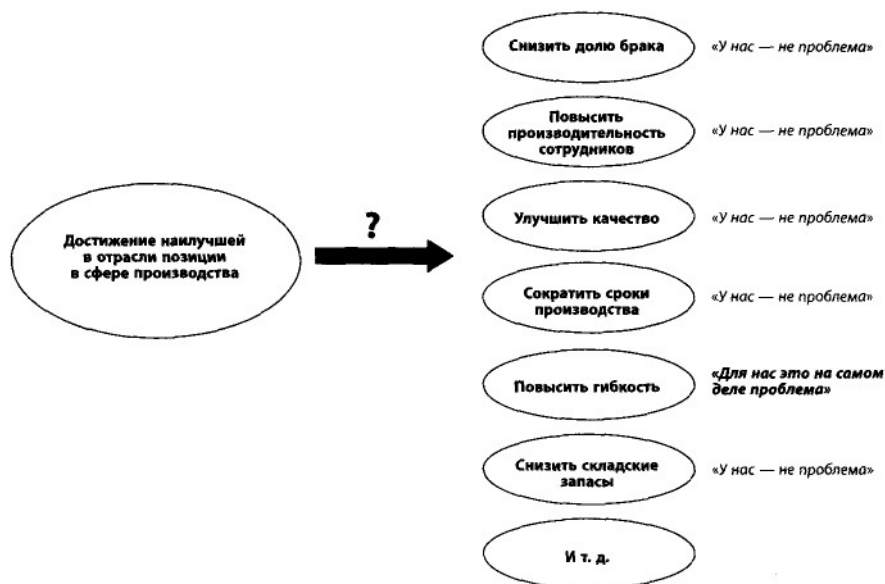 Снизить долю брака
«У нас — не проблема»
Повысить
производительность
сотрудников
«У нас — не проблема»
?
Достижение наилучшей
в отрасли позиции
в сфере производства
Улучшить качество
«У нас — не проблема»
Сократить сроки
производства
«У нас — не проблема»
Повысить гибкость
«Для нас это на самом
деле проблема»
Снизить складские
запасы
«У нас — не проблема»
И т. д.